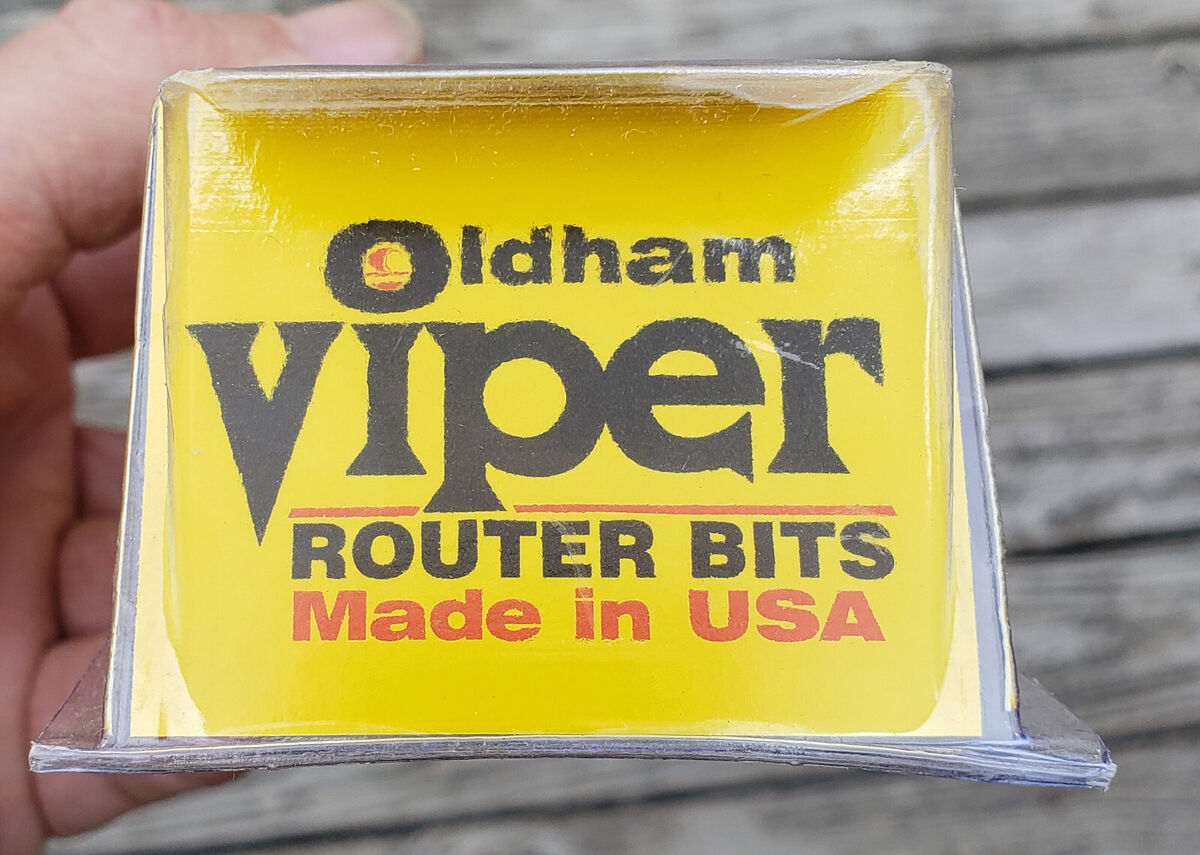 Oldham
viper
ROUTER BITS
Made in USA